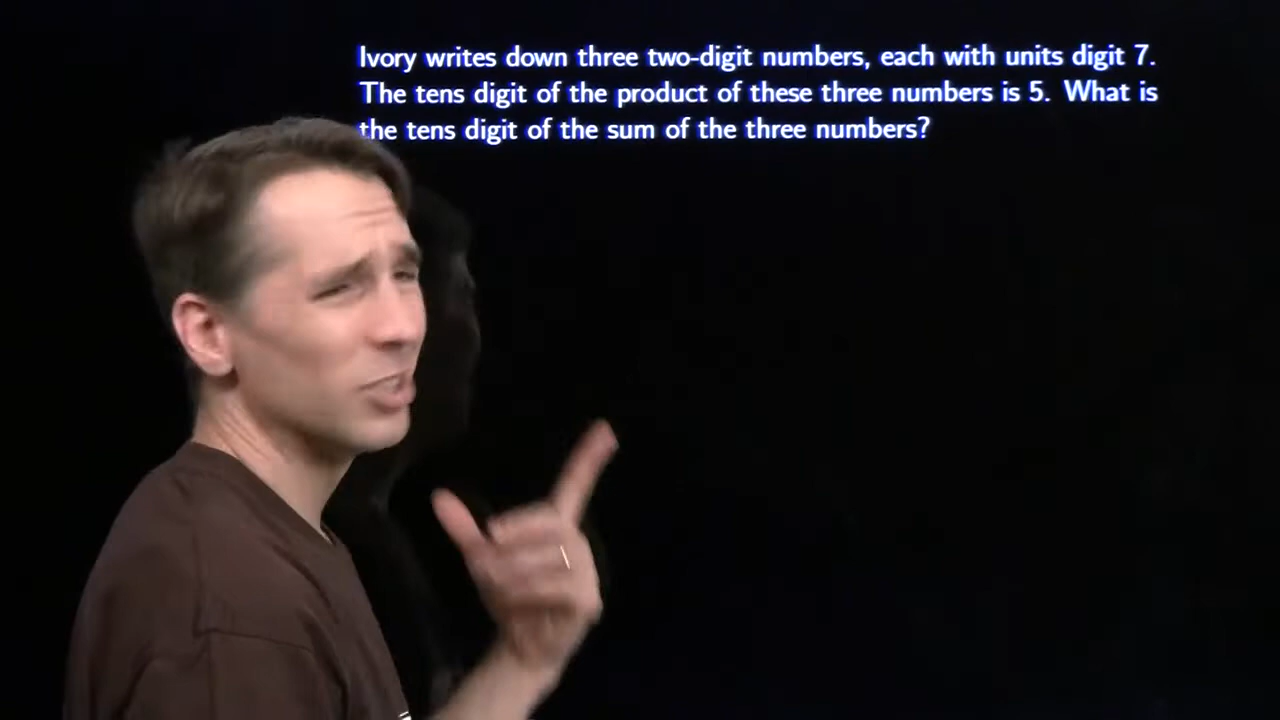 Ivory writes down three two-digit numbers, each with units digit 7.
The tens digit of the product of these three numbers is 5. What is
the tens digit of the sum of the three numbers?